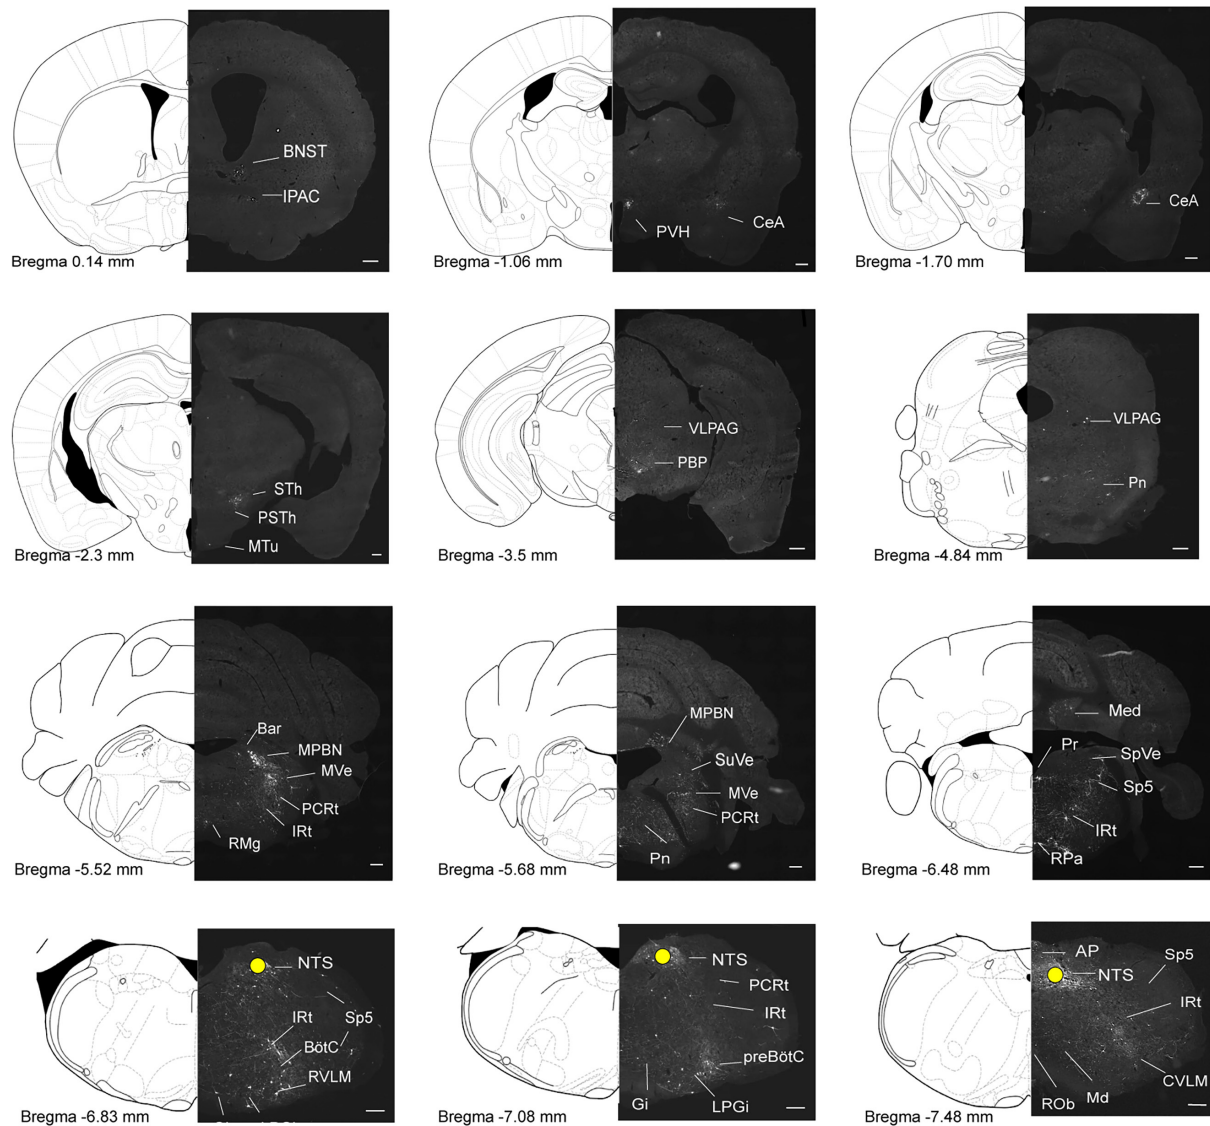 BNST
IPAC
Bregma 0.14 mm
PVH
CeA
Bregma -1.06 mm
CeA
Bregma -1.70 mm
STh
PSTh
MTu
Bregma -2.3 mm
VLPAG
PBP
Bregma -3.5 mm
VLPAG
Pn
Bregma -4.84 mm
Bar
MPBN
MVe
PCRt
IRt
RMg
Bregma -5.52 mm
MPBN
SuVe
MVe
PCRt
Pn
Bregma -5.68 mm
Med
Pr
SpVe
Sp5
IRt
RPa
Bregma -6.48 mm
NTS
IRt
Sp5
BötC
RVLM
Bregma -6.83 mm
NTS
PCRt
IRt
preBötC
Gi
LPGi
Bregma -7.08 mm
AP
Sp5
NTS
IRt
CVLM
Md
ROb
Bregma -7.48 mm